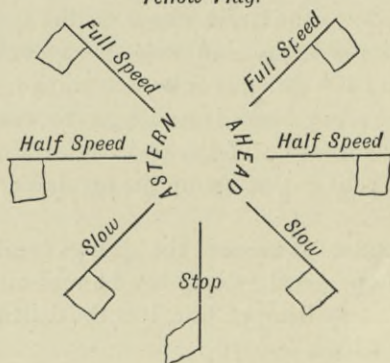 Yellow Flag.
Full Speed
Full Speed
Half Speed
Half Speed
ASTERN
AHEAD
Slow
Slow
Stop